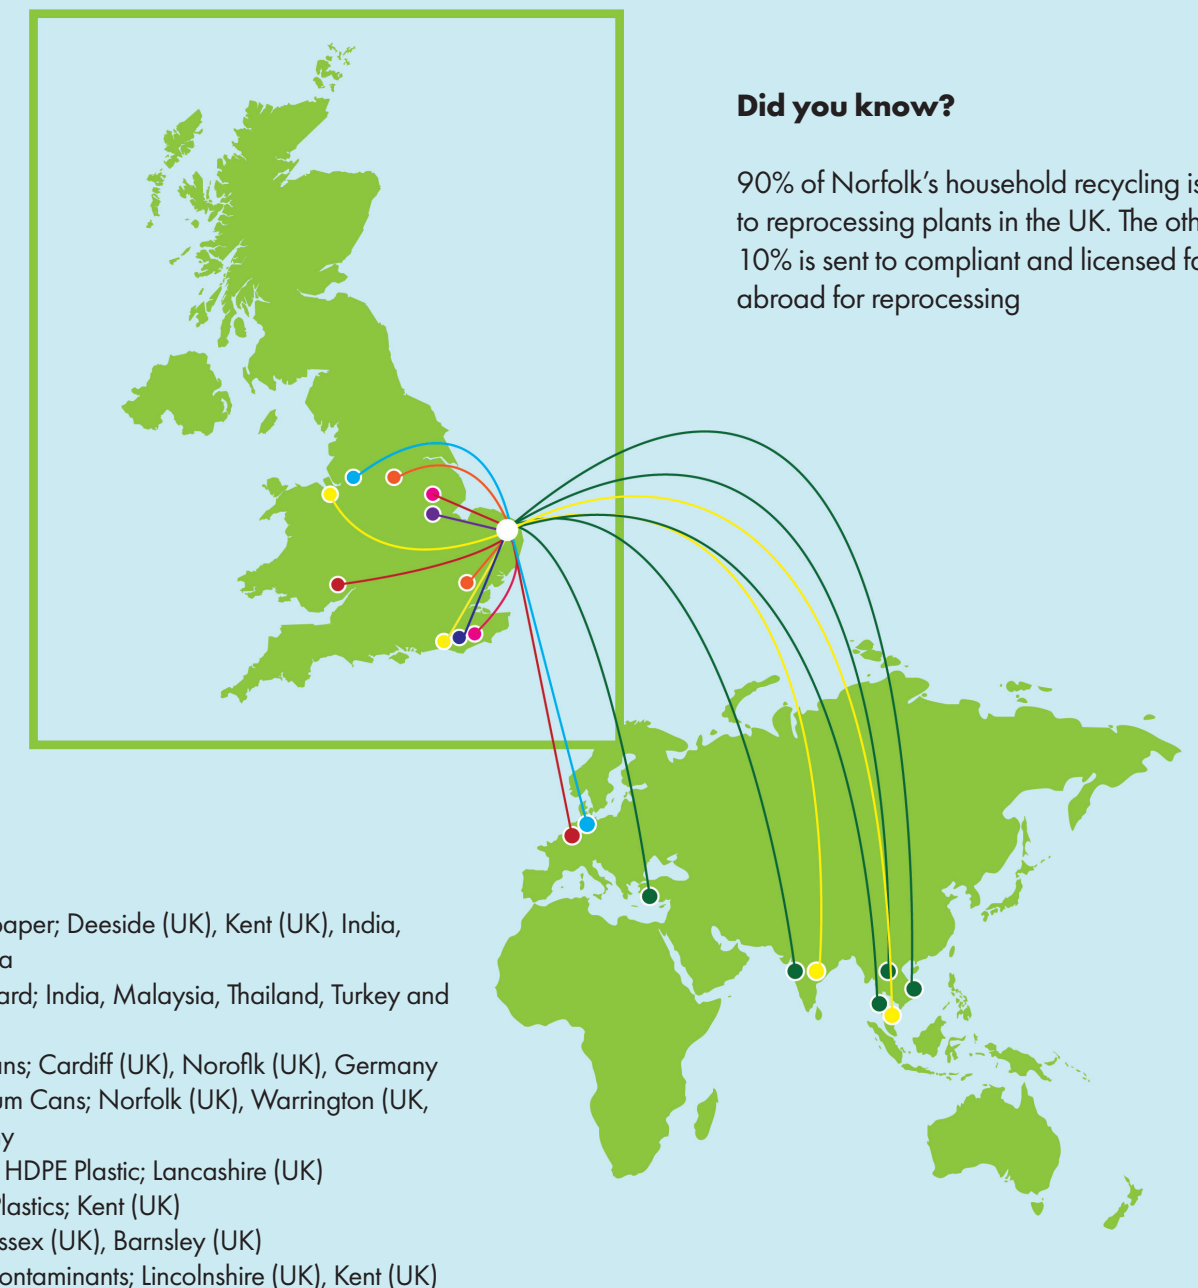 Did you know?
90% of Norfolk’s household recycling is
to reprocessing plants in the UK. The oth
10% is sent to compliant and licensed fa
abroad for reprocessing
paper; Deeside (UK), Kent (UK), India,
a
ard; India, Malaysia, Thailand, Turkey and
ans; Cardiff (UK), Noroflk (UK), Germany
um Cans; Norfolk (UK), Warrington (UK,
y
HDPE Plastic; Lancashire (UK)
Plastics; Kent (UK)
ssex (UK), Barnsley (UK)
ontaminants; Lincolnshire (UK), Kent (UK)